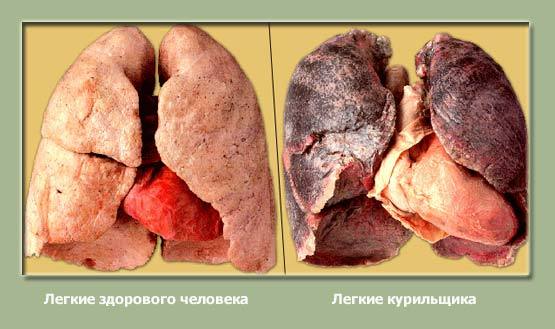 Легкие здорового человека
Легкие курильщика